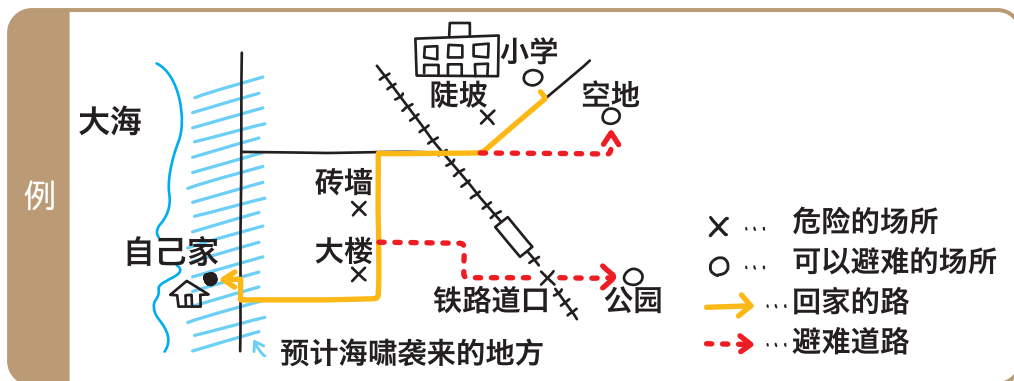 例
小学
陡坡
空地
大海
砖墙
自己家
大楼
铁路道口
公园
预计海啸袭来的地方
×…危险的场所
○…可以避难的场所
→…回家的路
…避难道路